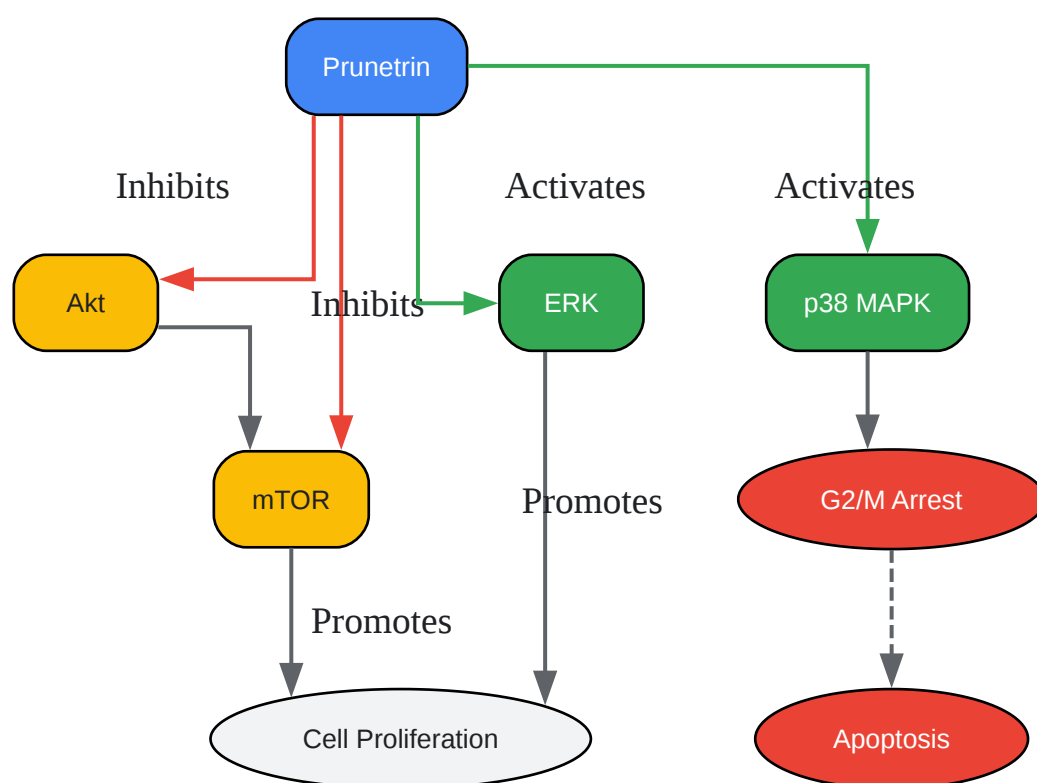 Prunetrin
Inhibits
Activates
Activates
Akt
Inhibits
ERK
p38 MAPK
mTOR
Promotes
G2/M Arrest
Promotes
Cell Proliferation
Apoptosis